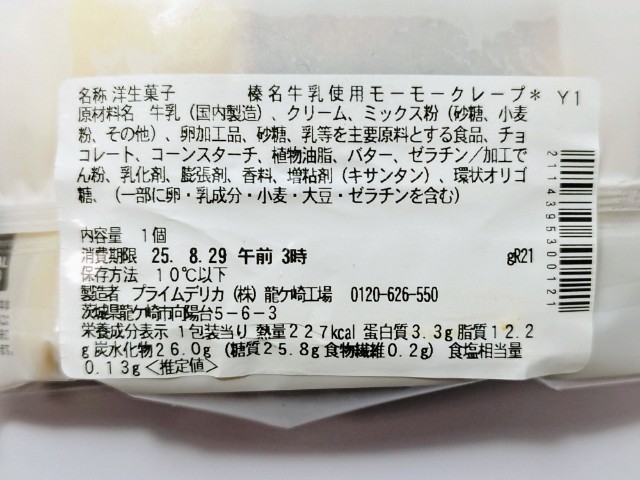 名称 洋生菓子 榛名牛乳使用モーモークレープ* Y1
原材料名 牛乳（国内製造）、クリーム、ミックス粉（砂糖、小麦
粉、その他）、卵加工品、砂糖、乳等を主要原料とする食品、チョ
コレート、コーンスターチ、植物油脂、バター、ゼラチン／加工で
ん粉、乳化剤、膨張剤、香料、増粘剤（キサンタン）、環状オリゴ
糖、（一部に卵・乳成分・小麦・大豆・ゼラチンを含む）
内容量 1個
消費期限 25. 8.29 午前 3時 gR21
保存方法 10℃以下
製造者 プライムデリカ（株）龍ケ崎工場 0120-626-550
茨城県龍ケ崎市向陽台5-6-3
栄養成分表示 1包装当り 熱量227kcal 蛋白質3.3g 脂質12.2
g 炭水化物26.0g（糖質25.8g 食物繊維0.2g） 食塩相当量
0.13g <推定値>
2114395300121